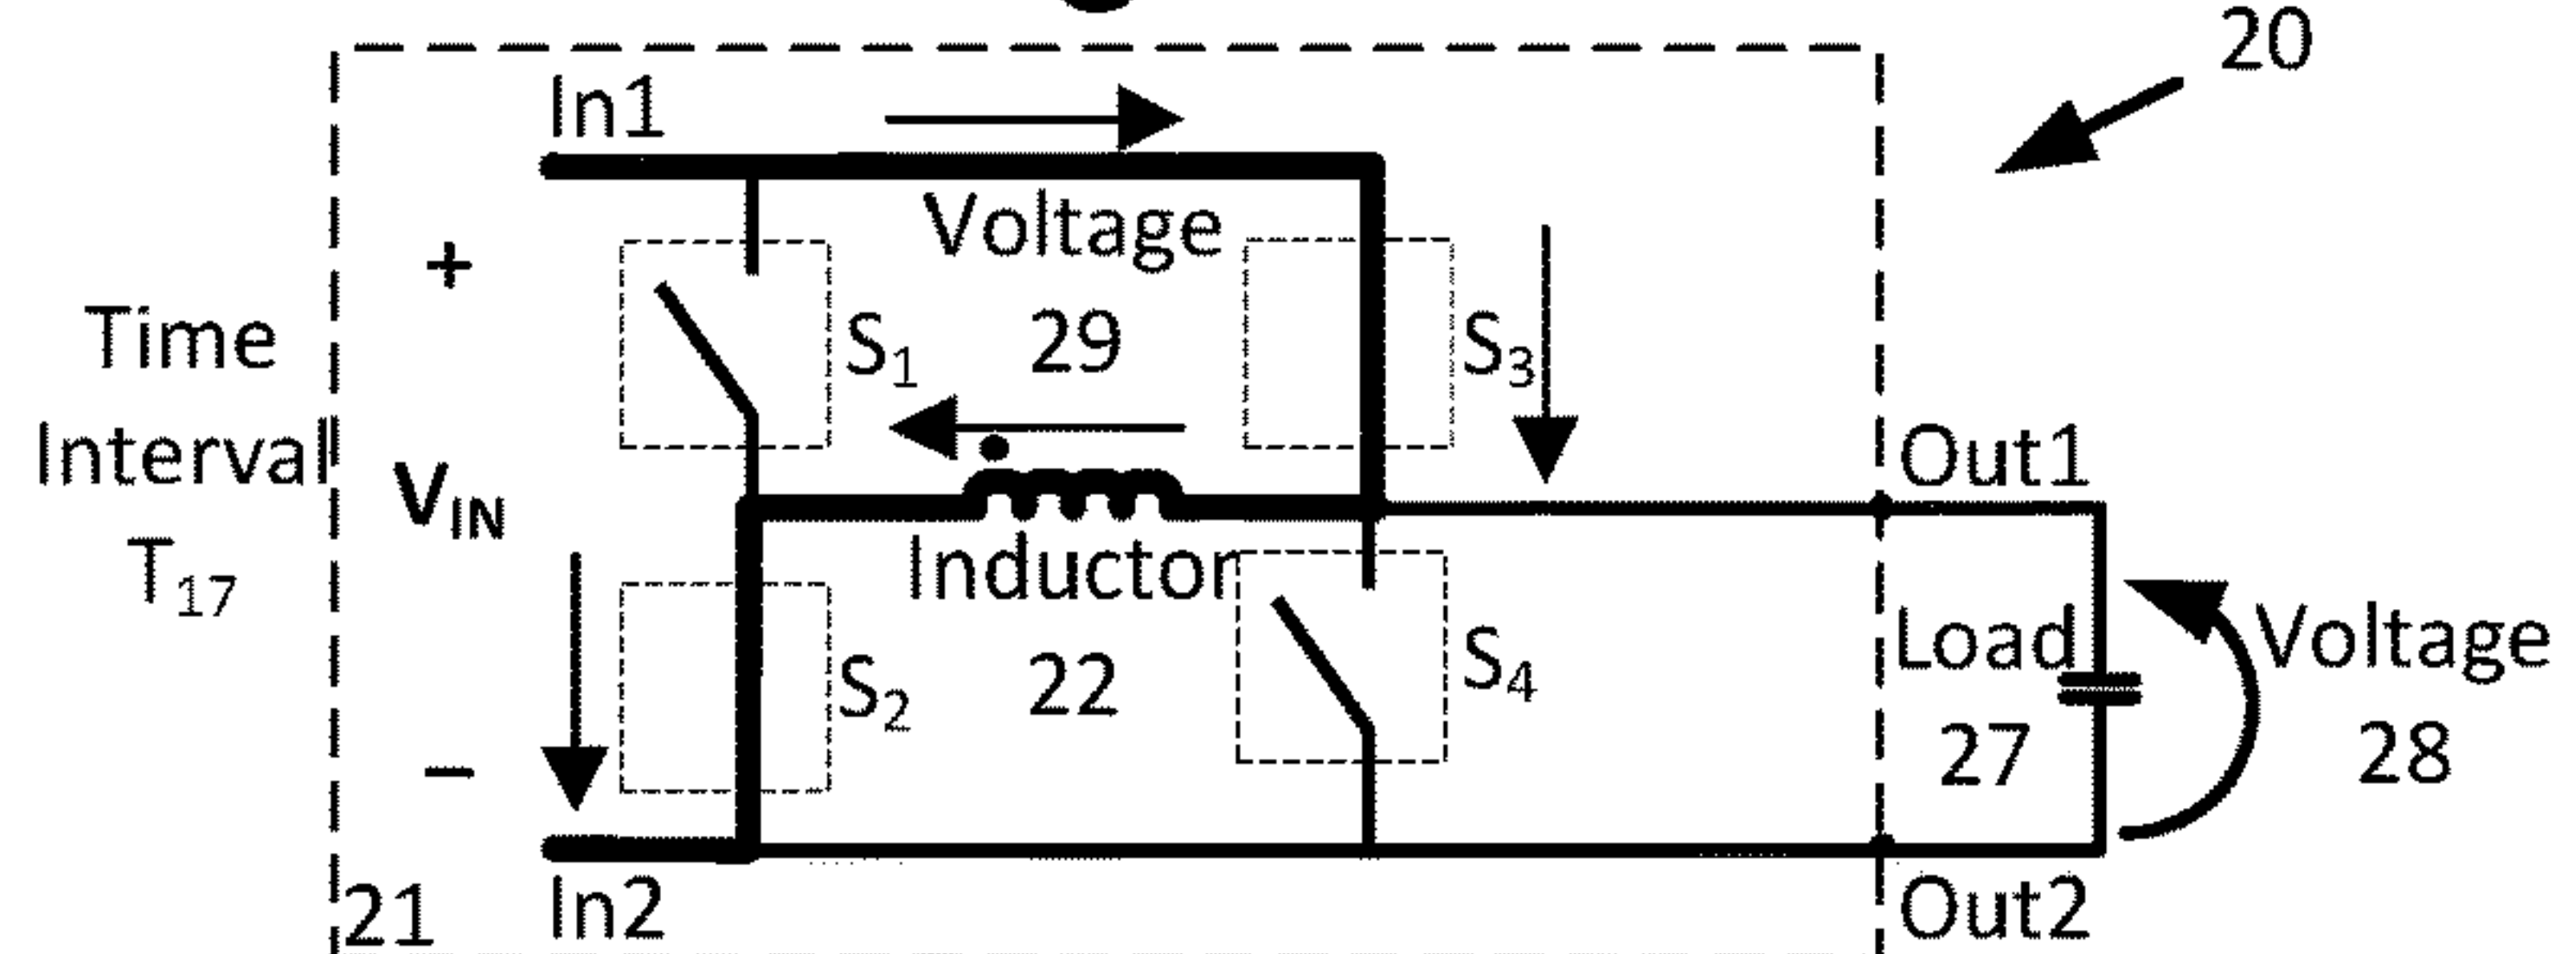 20
In1
+
Voltage
29
S1
S3
Time
Interval
T17
VIN
Out1
Inductor
22
S2
S4
Load
27
Voltage
28
−
21
In2
Out2